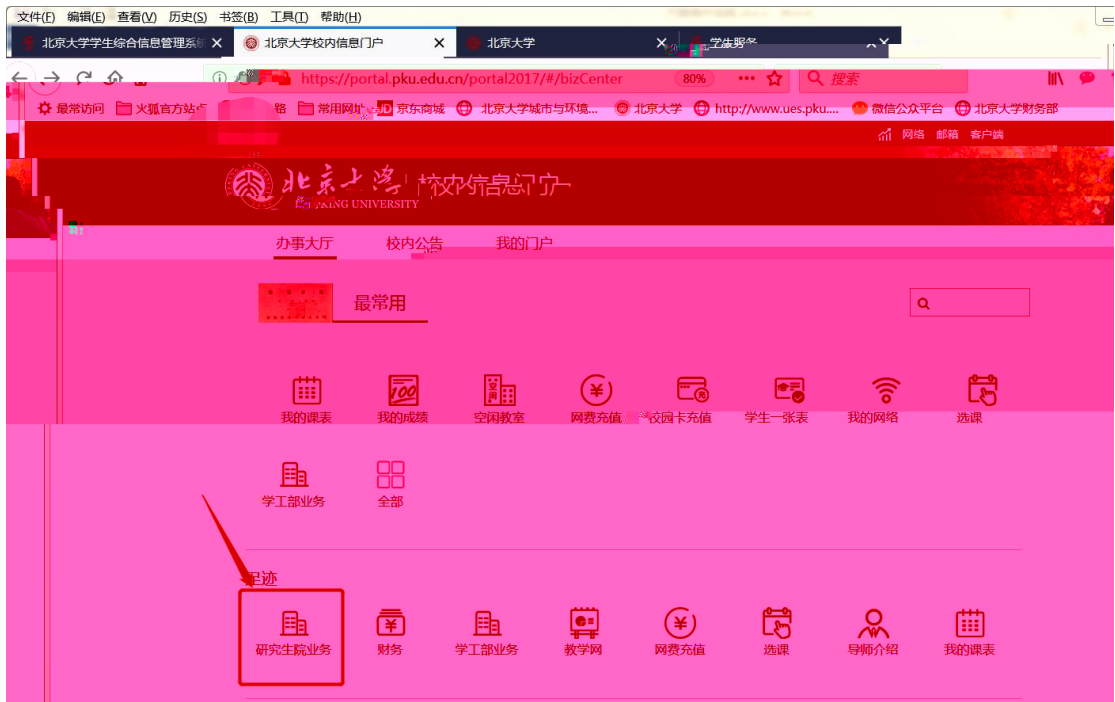 文件(F) 编辑(E) 查看(V) 历史(S) 书签(B) 工具(T) 帮助(H)
北京大学学生综合信息管理系统 北京大学校内信息门户 北京大学
https://portal.pku.edu.cn/portal2017/#/bizCenter 80% 搜索
最常访问 火狐官方站点 常用网址 JD 京东商城 北京大学城市与环境... 北京大学 http://www.ues.pku.... 微信公众平台 北京大学财务部
网络 邮箱 客户端
北京大学 校内信息门户
PEKING UNIVERSITY
办事大厅 校内公告 我的门户
最常用
我的课表 我的成绩 空闲教室 网费充值 校园卡充值 学生一张表 我的网络 选课
学工部业务 全部
足迹
研究生院业务 财务 学工部业务 教学网 网费充值 选课 导师介绍 我的课表